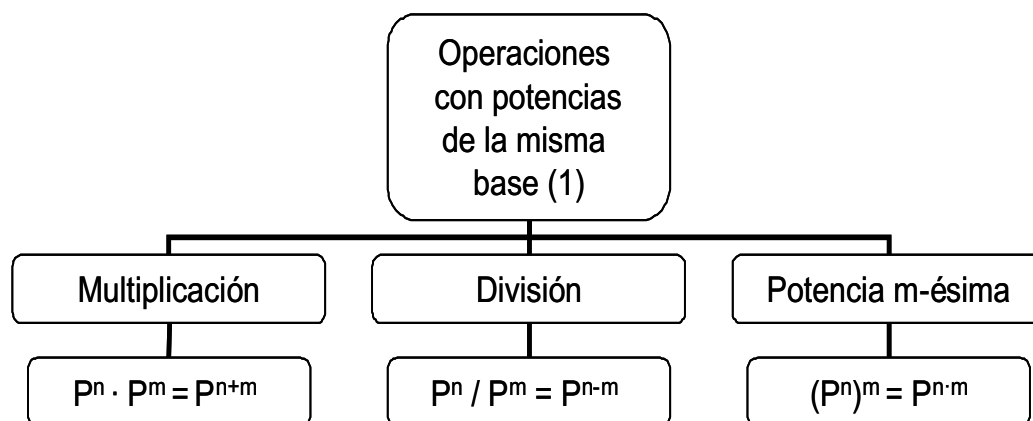 Operaciones
con potencias
de la misma
base (1)
Multiplicación
División
Potencia m-ésima
Pⁿ · Pᵐ = Pⁿ⁺ᵐ
Pⁿ / Pᵐ = Pⁿ⁻ᵐ
(Pⁿ)ᵐ = Pⁿ·ᵐ